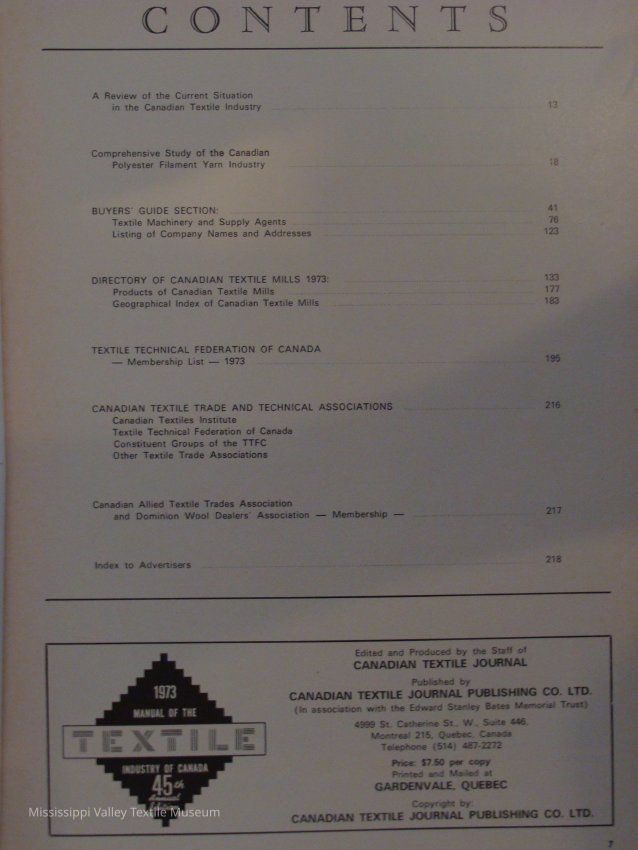 CONTENTS
A Review of the Current Situation
in the Canadian Textile Industry 13
Comprehensive Study of the Canadian
Polyester Filament Yarn Industry 18
BUYERS' GUIDE SECTION: 41
Textile Machinery and Supply Agents 76
Listing of Company Names and Addresses 123
DIRECTORY OF CANADIAN TEXTILE MILLS 1973: 133
Products of Canadian Textile Mills 177
Geographical Index of Canadian Textile Mills 183
TEXTILE TECHNICAL FEDERATION OF CANADA
— Membership List — 1973 195
CANADIAN TEXTILE TRADE AND TECHNICAL ASSOCIATIONS 216
Canadian Textiles Institute
Textile Technical Federation of Canada
Constituent Groups of the TTFC
Other Textile Trade Associations
Canadian Allied Textile Trades Association
and Dominion Wool Dealers' Association — Membership — 217
Index to Advertisers 218
1973
MANUAL OF THE
TEXTILE
INDUSTRY OF CANADA
45th
Annual
Edition
Edited and Produced by the Staff of
CANADIAN TEXTILE JOURNAL
Published by
CANADIAN TEXTILE JOURNAL PUBLISHING CO. LTD.
(In association with the Edward Stanley Bates Memorial Trust)
4999 St. Catherine St., W., Suite 446,
Montreal 215, Quebec, Canada
Telephone (514) 487-2272
Price: $7.50 per copy
Printed and Mailed at
GARDENVALE, QUEBEC
Copyright by:
CANADIAN TEXTILE JOURNAL PUBLISHING CO. LTD.
Mississippi Valley Textile Museum
7